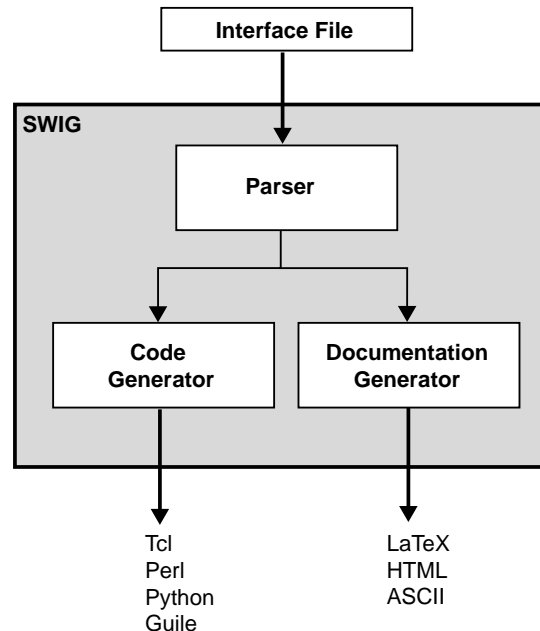 Interface File
SWIG
Parser
Code
Generator
Documentation
Generator
Tcl
Perl
Python
Guile
LaTeX
HTML
ASCII